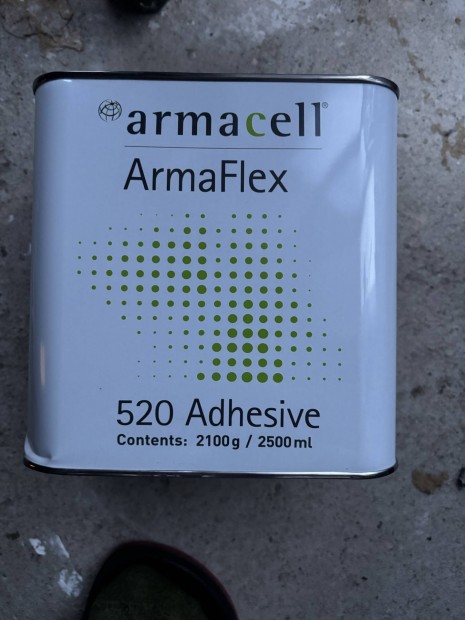 armacell®
ArmaFlex
520 Adhesive
Contents: 2100g / 2500ml